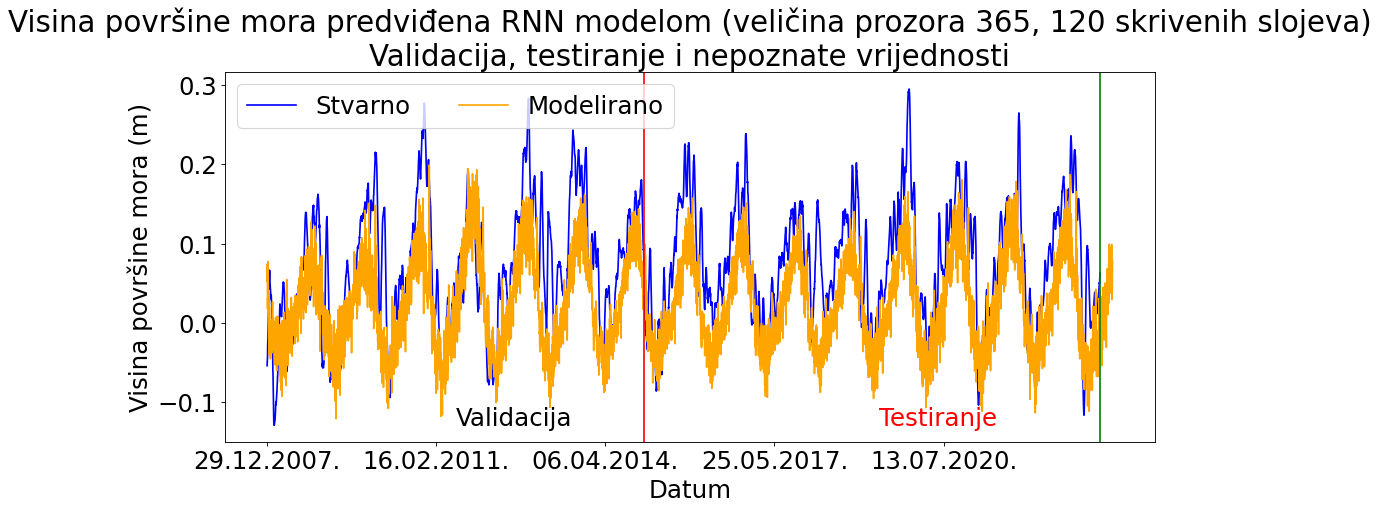 Visina površine mora predviđena RNN modelom (veličina prozora 365, 120 skrivenih slojeva)
Validacija, testiranje i nepoznate vrijednosti
Stvarno Modelirano
Visina površine mora (m)
0.3
0.2
0.1
0.0
−0.1
Validacija
Testiranje
29.12.2007. 16.02.2011. 06.04.2014. 25.05.2017. 13.07.2020.
Datum